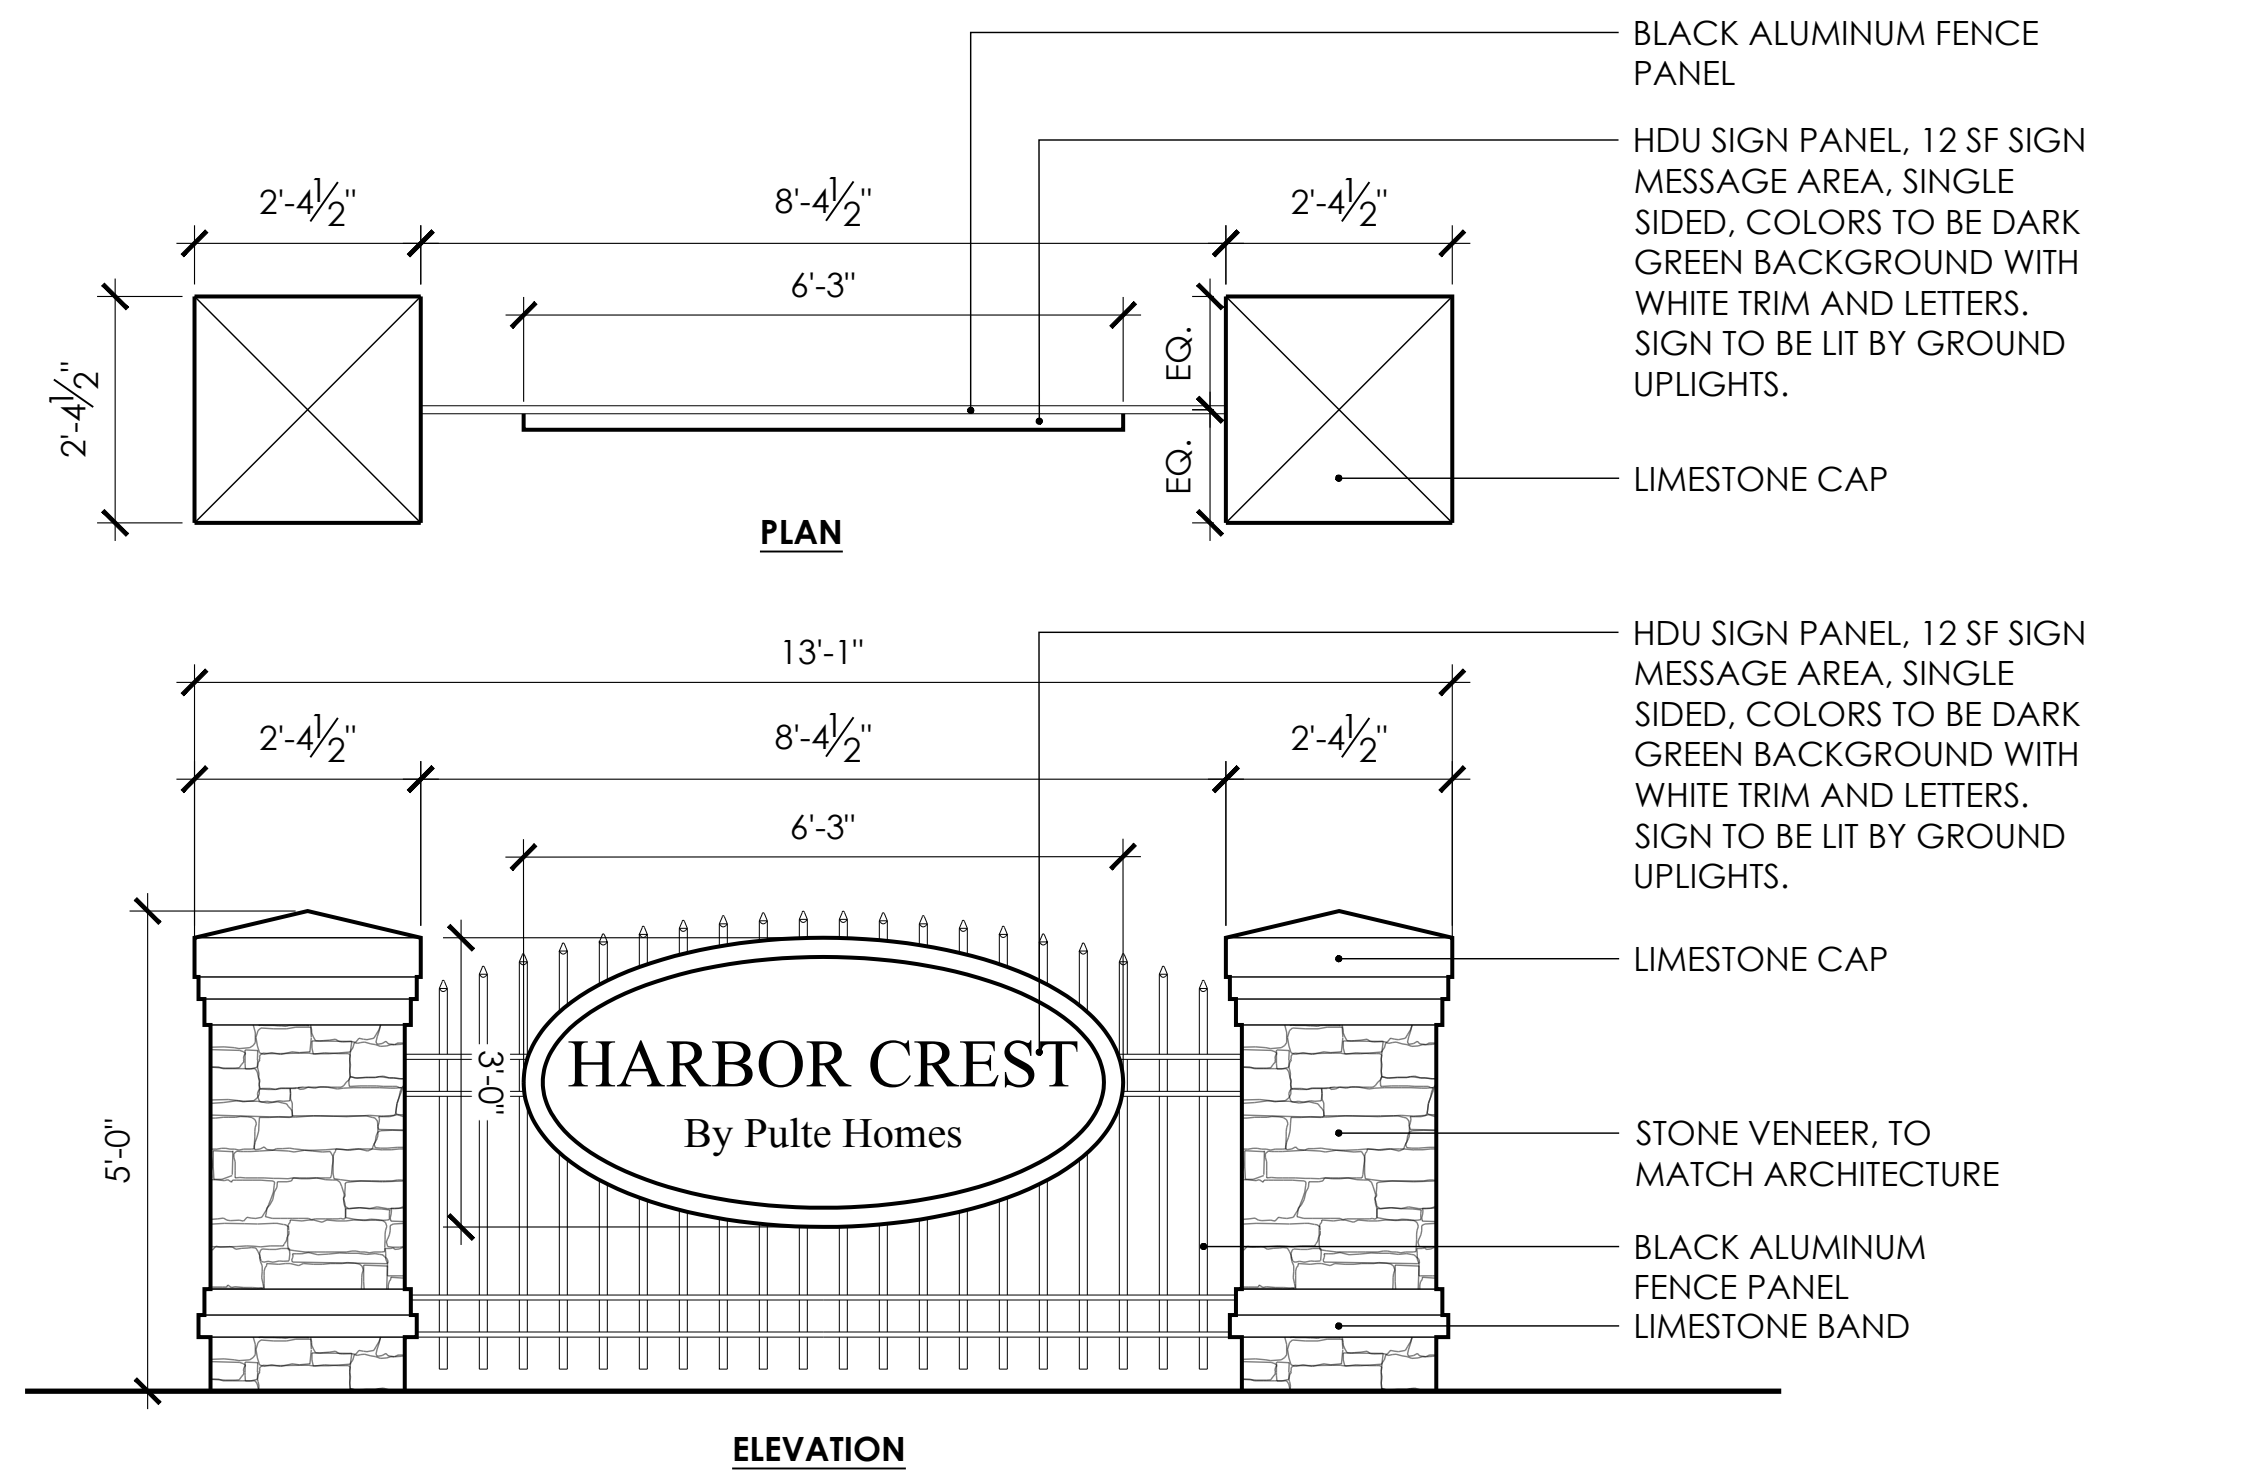 BLACK ALUMINUM FENCE
PANEL
HDU SIGN PANEL, 12 SF SIGN
MESSAGE AREA, SINGLE
SIDED, COLORS TO BE DARK
GREEN BACKGROUND WITH
WHITE TRIM AND LETTERS.
SIGN TO BE LIT BY GROUND
UPLIGHTS.
2'-4½"
8'-4½"
2'-4½"
6'-3"
2'-4½"
EQ.
EQ.
LIMESTONE CAP
PLAN
HDU SIGN PANEL, 12 SF SIGN
MESSAGE AREA, SINGLE
SIDED, COLORS TO BE DARK
GREEN BACKGROUND WITH
WHITE TRIM AND LETTERS.
SIGN TO BE LIT BY GROUND
UPLIGHTS.
13'-1"
2'-4½"
8'-4½"
2'-4½"
6'-3"
LIMESTONE CAP
3'-0"
HARBOR CREST
By Pulte Homes
5'-0"
STONE VENEER, TO
MATCH ARCHITECTURE
BLACK ALUMINUM
FENCE PANEL
LIMESTONE BAND
ELEVATION